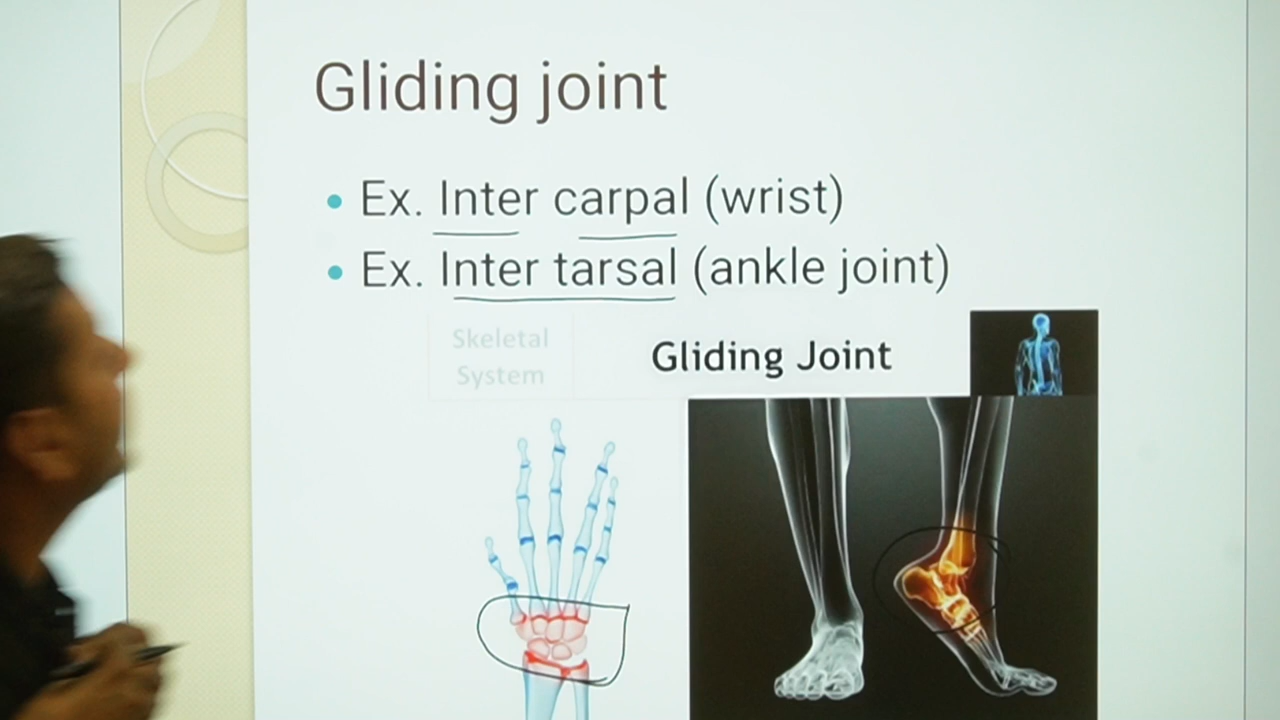 Gliding joint
• Ex. Inter carpal (wrist)
• Ex. Inter tarsal (ankle joint)
Skeletal
System
Gliding Joint